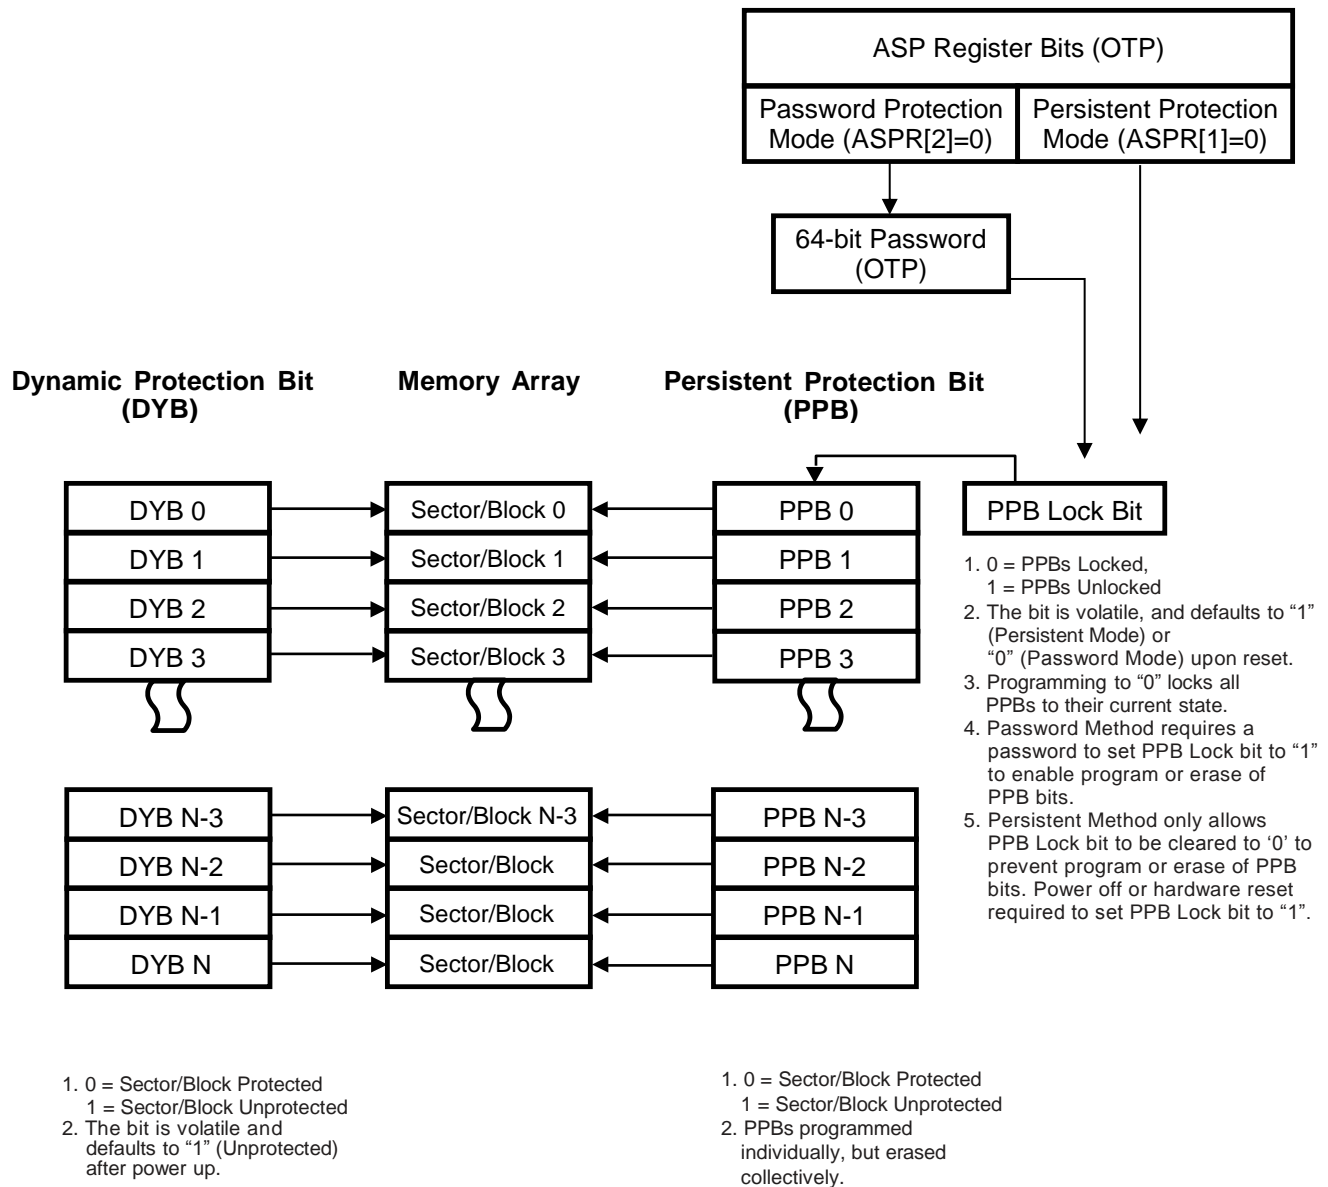 ASP Register Bits (OTP)
Password Protection
Mode (ASPR[2]=0)
Persistent Protection
Mode (ASPR[1]=0)
64-bit Password
(OTP)
Dynamic Protection Bit
(DYB)
Memory Array
Persistent Protection Bit
(PPB)
DYB 0
Sector/Block 0
PPB 0
PPB Lock Bit
DYB 1
Sector/Block 1
PPB 1
DYB 2
Sector/Block 2
PPB 2
DYB 3
Sector/Block 3
PPB 3
1. 0 = PPBs Locked,
1 = PPBs Unlocked
2. The bit is volatile, and defaults to “1”
(Persistent Mode) or
“0” (Password Mode) upon reset.
3. Programming to “0” locks all
PPBs to their current state.
4. Password Method requires a
password to set PPB Lock bit to “1”
to enable program or erase of
PPB bits.
5. Persistent Method only allows
PPB Lock bit to be cleared to ‘0’ to
prevent program or erase of PPB
bits. Power off or hardware reset
required to set PPB Lock bit to “1”.
DYB N-3
Sector/Block N-3
PPB N-3
DYB N-2
Sector/Block
PPB N-2
DYB N-1
Sector/Block
PPB N-1
DYB N
Sector/Block
PPB N
1. 0 = Sector/Block Protected
1 = Sector/Block Unprotected
2. The bit is volatile and
defaults to “1” (Unprotected)
after power up.
1. 0 = Sector/Block Protected
1 = Sector/Block Unprotected
2. PPBs programmed
individually, but erased
collectively.